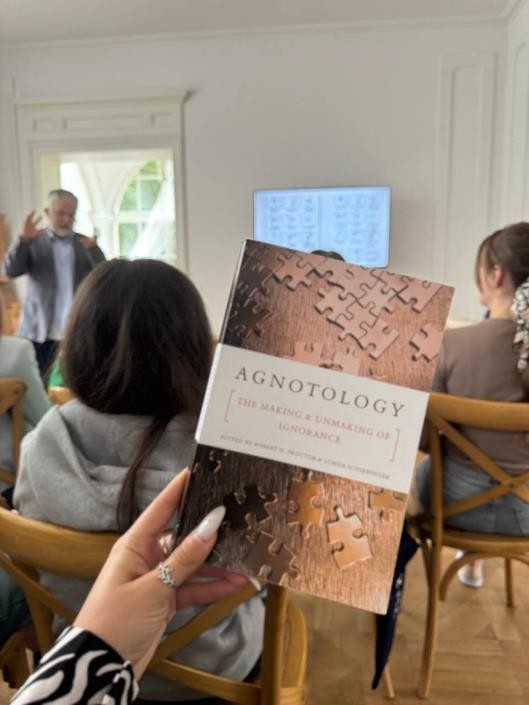 AGNOTOLOGY
[THE MAKING & UNMAKING OF
IGNORANCE]
EDITED BY ROBERT N. PROCTOR & LONDA SCHIEBINGER